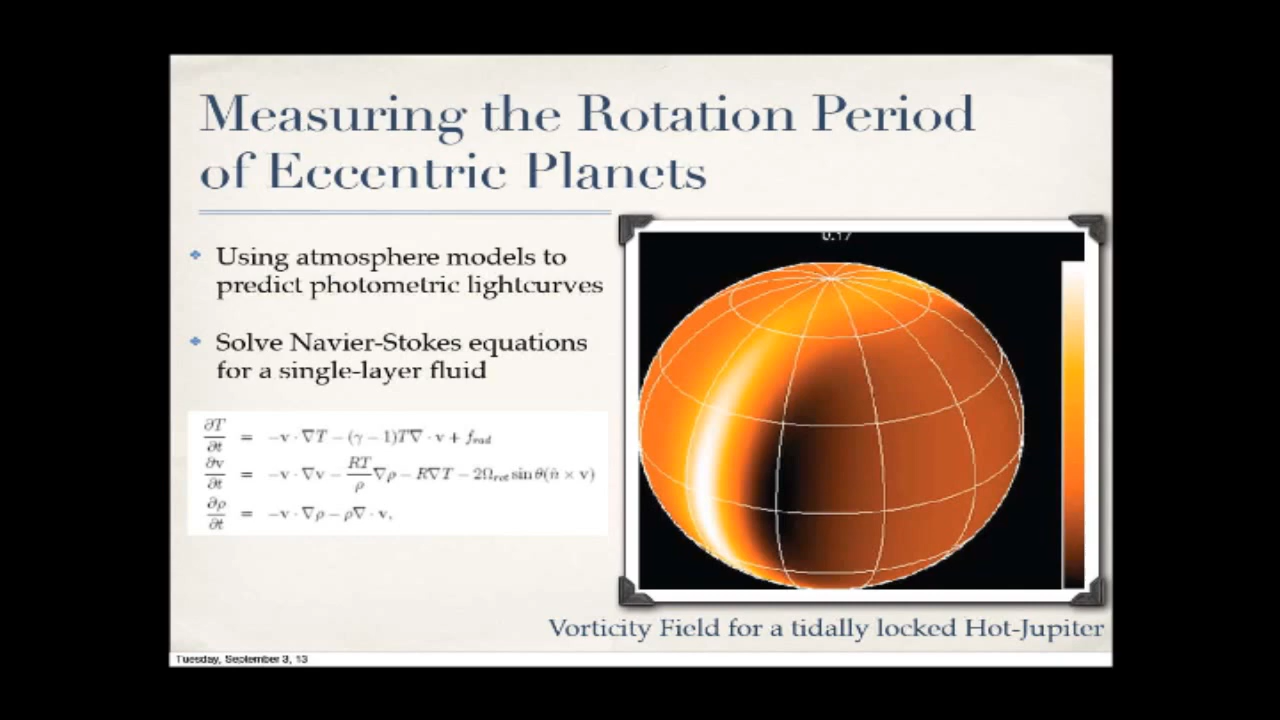 Measuring the Rotation Period
of Eccentric Planets
Using atmosphere models to
predict photometric lightcurves
Solve Navier-Stokes equations
for a single-layer fluid
∂T/∂t = −v · ∇T − (γ − 1)T∇ · v + f_rad
∂v/∂t = −v · ∇v − RT/ρ ∇ρ − R∇T − 2Ω_rot sin θ(n̂ × v)
∂ρ/∂t = −v · ∇ρ − ρ∇ · v,
0.17
Vorticity Field for a tidally locked Hot-Jupiter
Tuesday, September 3, 13